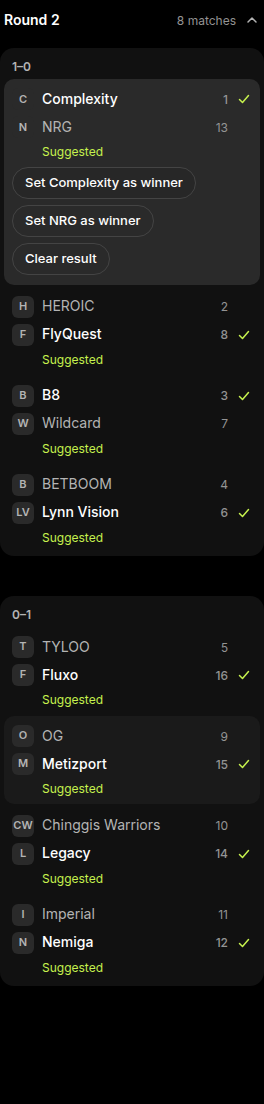 Round 2 8 matches
1–0
C Complexity 1
N NRG 13
Suggested
Set Complexity as winner
Set NRG as winner
Clear result
H HEROIC 2
F FlyQuest 8
Suggested
B B8 3
W Wildcard 7
Suggested
B BETBOOM 4
LV Lynn Vision 6
Suggested
0–1
T TYLOO 5
F Fluxo 16
Suggested
O OG 9
M Metizport 15
Suggested
CW Chinggis Warriors 10
L Legacy 14
Suggested
I Imperial 11
N Nemiga 12
Suggested